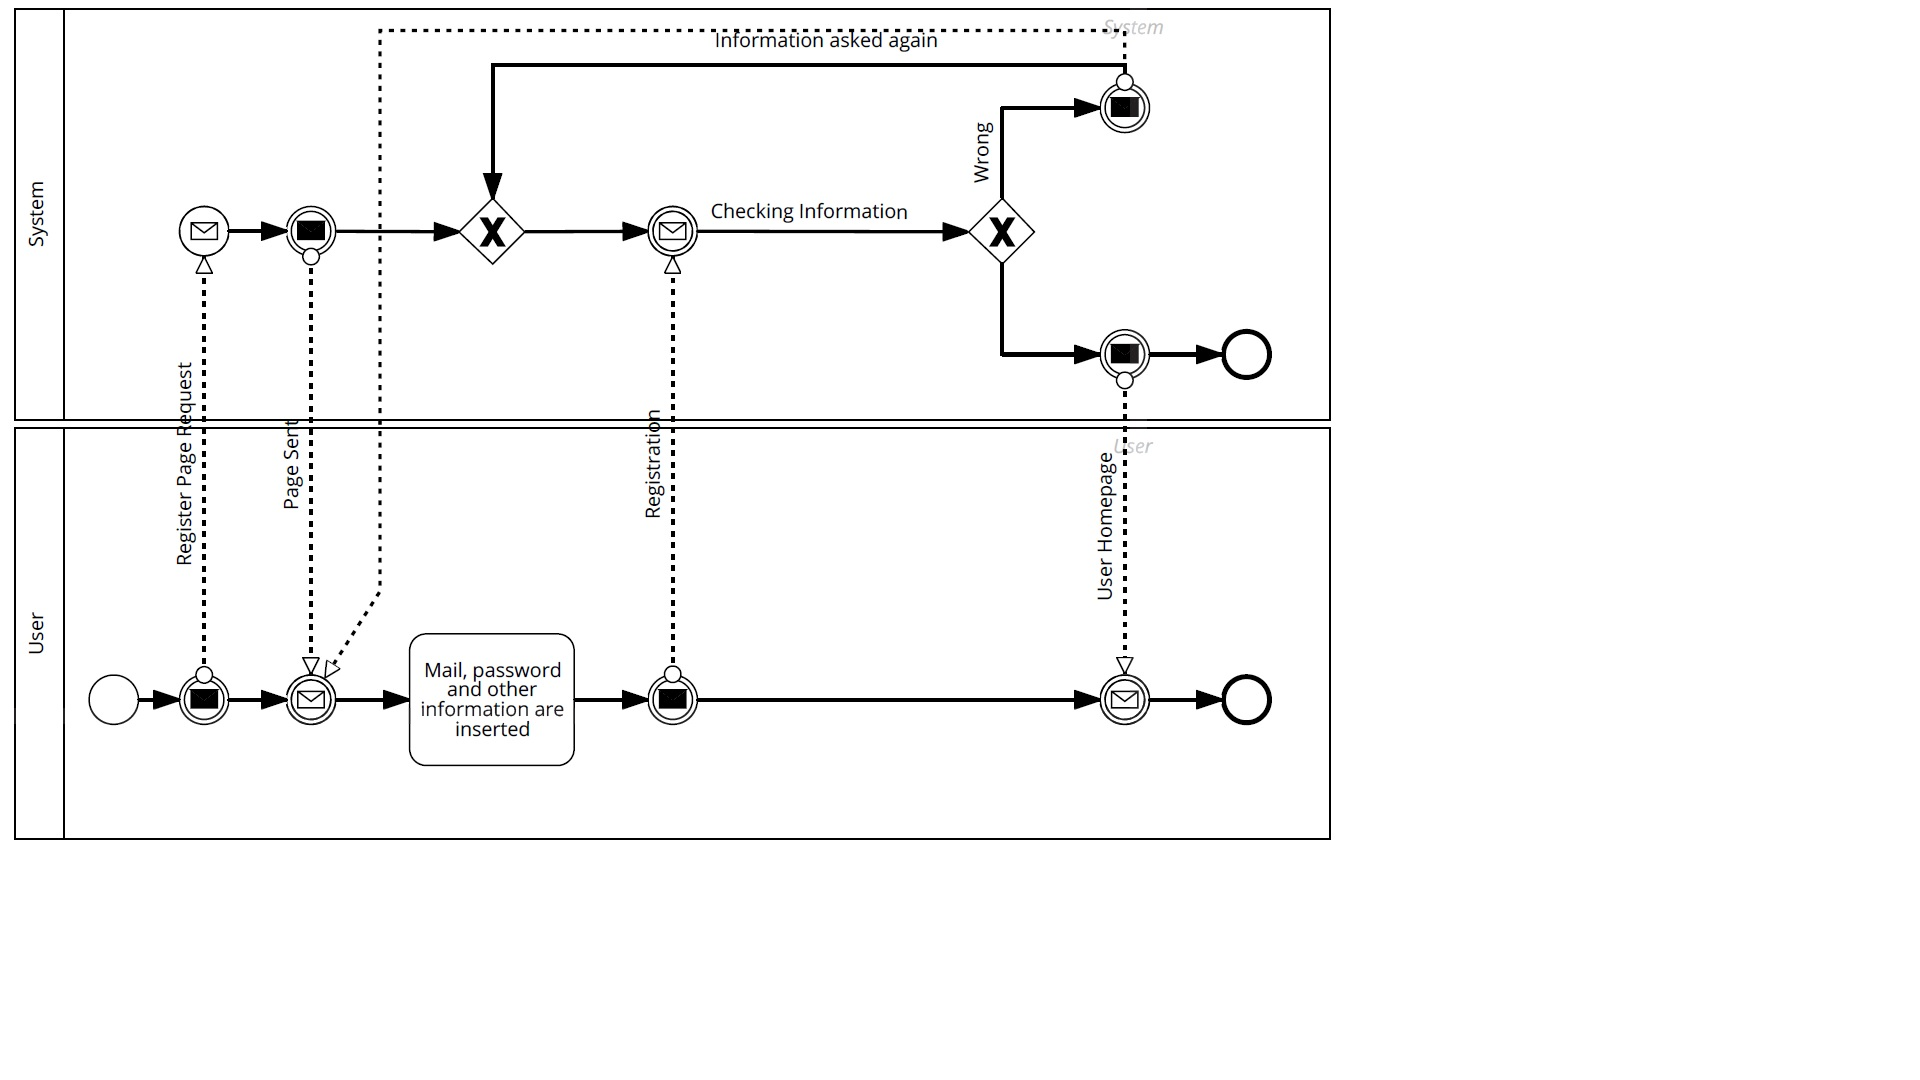 System
Information asked again
Wrong
System
Checking Information
Register Page Request
Page Sent
Registration
User
User Homepage
User
Mail, password
and other
information are
inserted